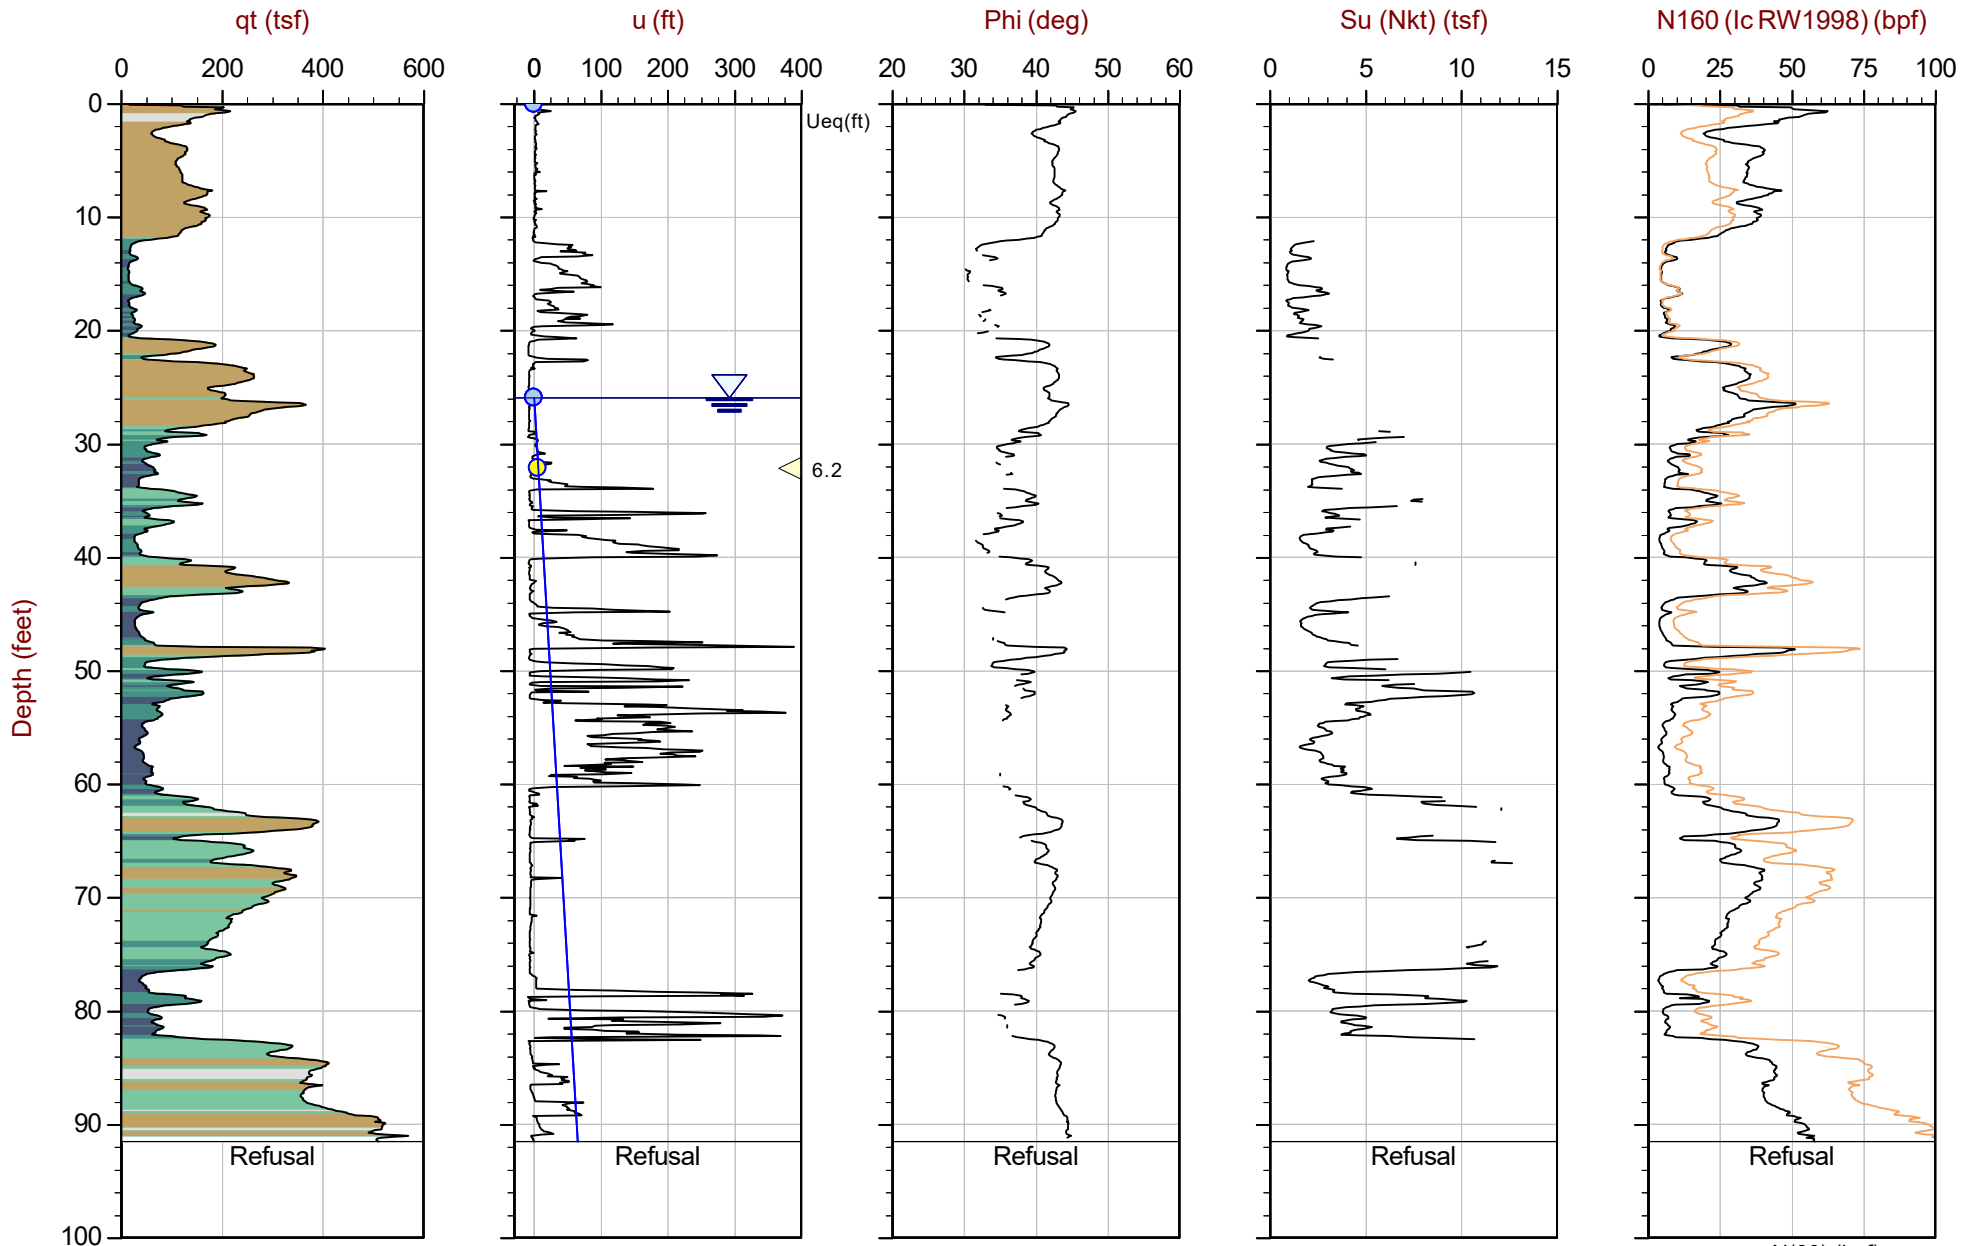 qt (tsf) u (ft) Phi (deg) Su (Nkt) (tsf) N160 (Ic RW1998) (bpf)
0 200 400 600 0 100 200 300 400 20 30 40 50 60 0 5 10 15 0 25 50 75 100
0
Ueq(ft)
10
20
30
6.2
40
50
Depth (feet)
60
70
80
90
Refusal Refusal Refusal Refusal Refusal
100